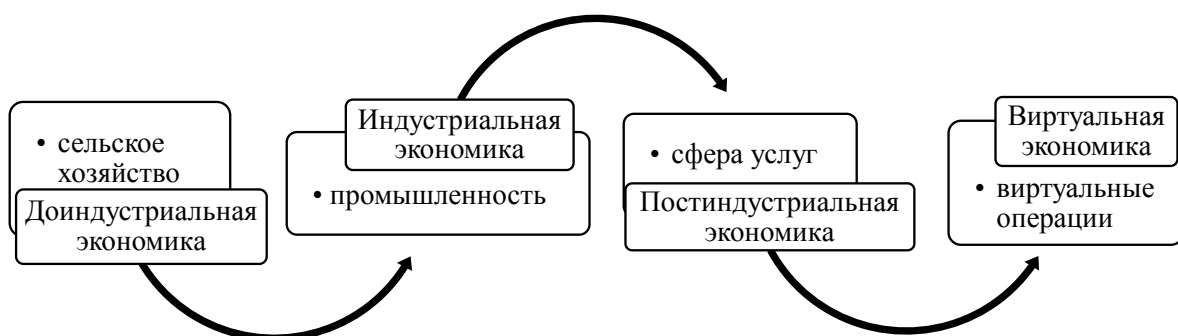 • сельское
хозяйство
Доиндустриальная
экономика
Индустриальная
экономика
• промышленность
• сфера услуг
Постиндустриальная
экономика
Виртуальная
экономика
• виртуальные
операции